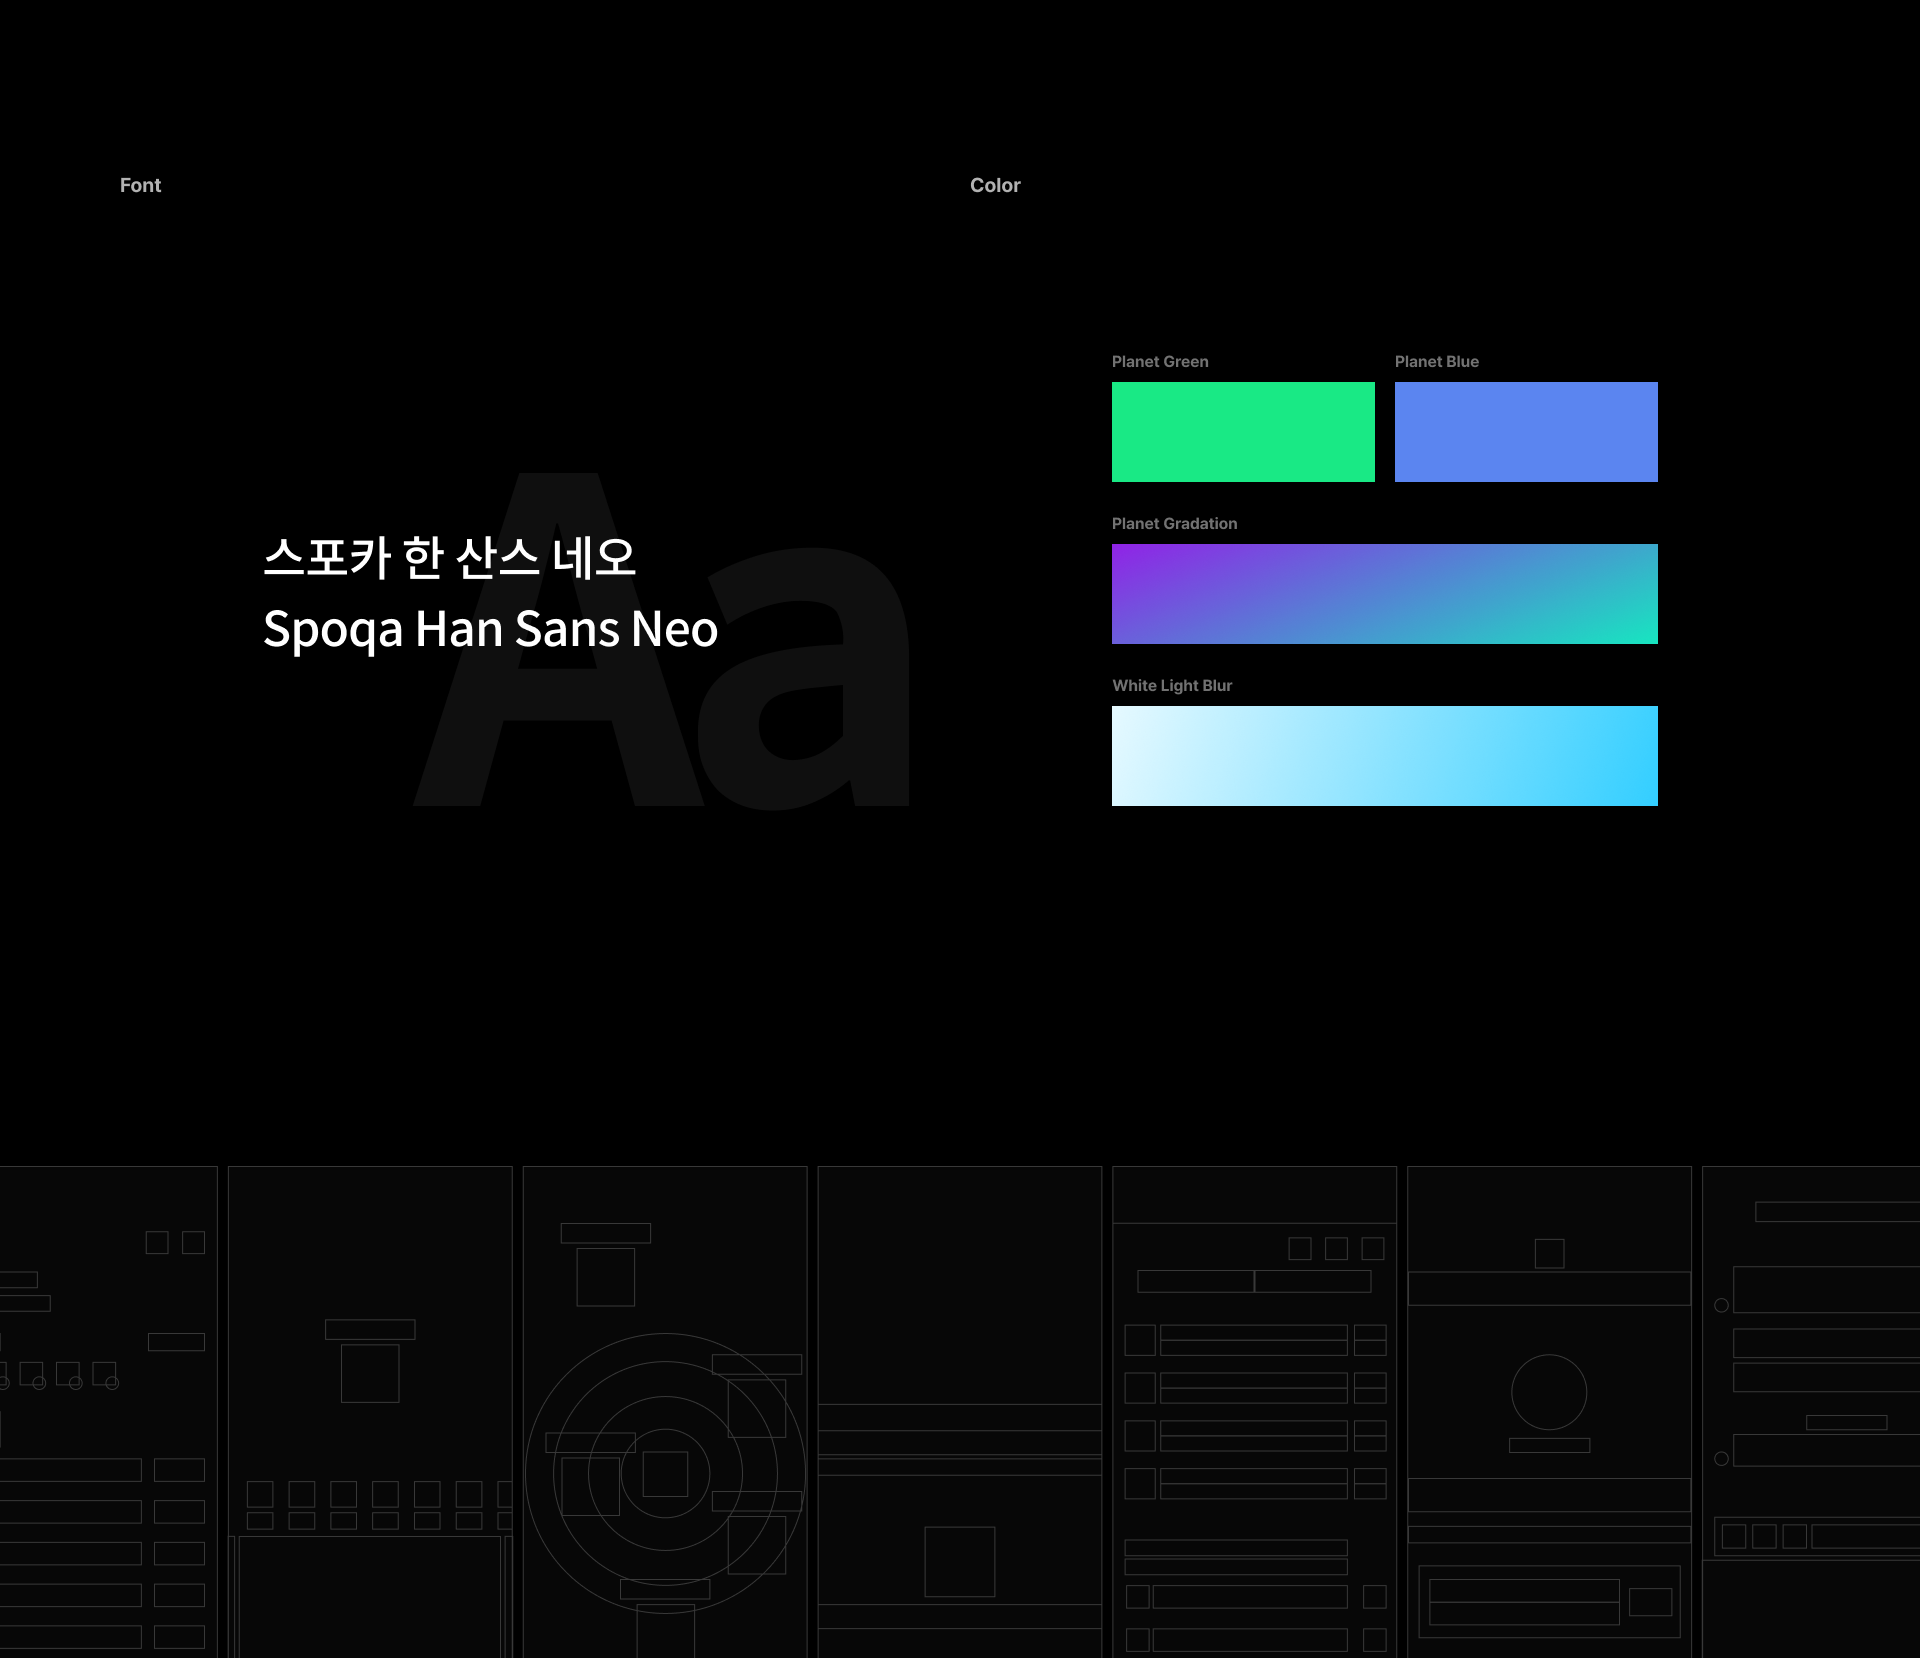 Font
Aa
스포카 한 산스 네오
Spoqa Han Sans Neo
Color
Planet Green
Planet Blue
Planet Gradation
White Light Blur